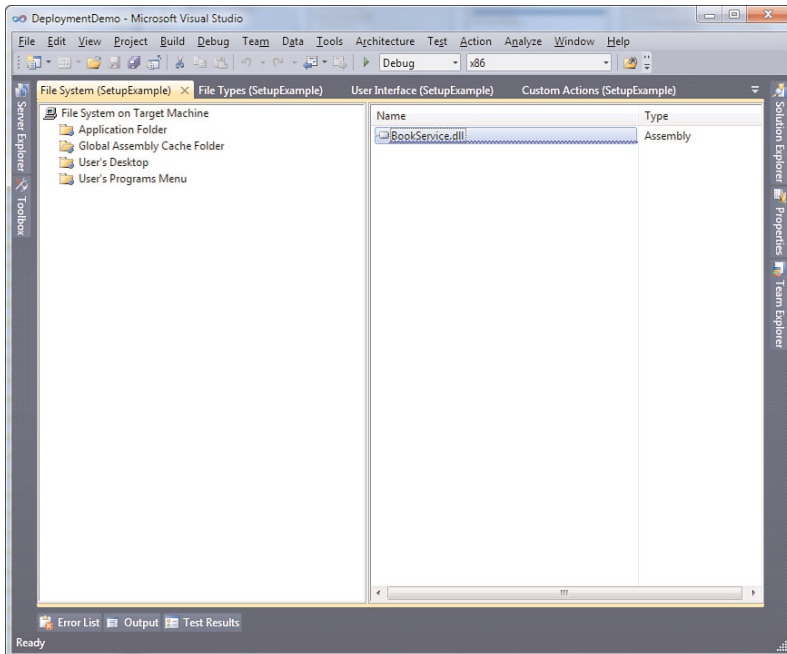 DeploymentDemo - Microsoft Visual Studio
File Edit View Project Build Debug Team Data Tools Architecture Test Action Analyze Window Help
Debug x86
File System (SetupExample) File Types (SetupExample) User Interface (SetupExample) Custom Actions (SetupExample)
Server Explorer
Toolbox
File System on Target Machine
Application Folder
Global Assembly Cache Folder
User's Desktop
User's Programs Menu
Name Type
BookService.dll Assembly
Solution Explorer
Properties
Team Explorer
Error List Output Test Results
Ready